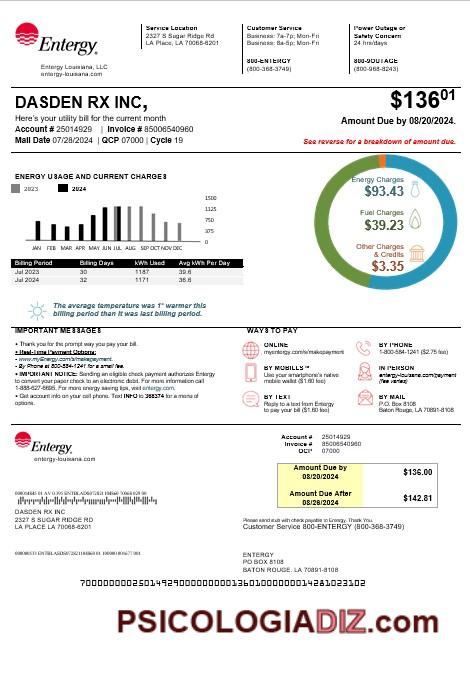 Entergy
Entergy Louisiana, LLC
entergy-louisiana.com
Service Location
2327 S Sugar Ridge Rd
LA Place, LA 70068-6201
Customer Service
Business: 7a-7p; Mon-Fri
Business: 8a-5p; Mon-Fri
800-ENTERGY
(800-368-3749)
Power Outage or
Safety Concern
24 hrs/day
800-9OUTAGE
(800-968-8243)
DASDEN RX INC,
Here's your utility bill for the current month
Account # 25014929 | Invoice # 85006540960
Mail Date 07/28/2024 | QCP 07000 | Cycle 19
$136.01
Amount Due by 08/20/2024.
See reverse for a breakdown of amount due.
ENERGY USAGE AND CURRENT CHARGES
2023 2024
1500
1125
750
375
0
JAN FEB MAR APR MAY JUN JUL AUG SEP OCT NOV DEC
Billing Period Billing Days kWh Used Avg kWh Per Day
Jul 2023 30 1187 39.6
Jul 2024 32 1171 36.6
Energy Charges
$93.43
Fuel Charges
$39.23
Other Charges
& Credits
$3.35
The average temperature was 1° warmer this
billing period then it was last billing period.
IMPORTANT MESSAGES
• Thank you for the prompt way you pay your bill.
• Real-Time Payment Options:
- www.myEntergy.com/makepayment.
- By Phone at 800-584-1241 for a small fee.
• IMPORTANT NOTICE: Sending an eligible check payment authorizes Entergy
to convert your paper check to an electronic debit. For more information call
1-888-627-8695. For more energy saving tips, visit entergy.com.
• Get account info on your cell phone. Text INFO to 368374 for a menu of
options.
WAYS TO PAY
ONLINE
myentergy.com/s/makepayment
BY MOBILE
Use your smartphone's native
mobile wallet ($1.60 fee)
BY TEXT
Reply to a text from Entergy
to pay your bill ($1.60 fee)
BY PHONE
1-800-584-1241 ($2.75 fee)
IN PERSON
entergy-louisiana.com/payment
(fee varies)
BY MAIL
P.O. Box 8108
Baton Rouge, LA 70891-8108
Entergy
entergy-louisiana.com
Account # 25014929
Invoice # 85006540960
QCP 07000
Amount Due by
08/20/2024
$136.00
Amount Due After
08/26/2024
$142.81
DASDEN RX INC
2327 S SUGAR RIDGE RD
LA PLACE LA 70068-6201
Please send stub with check payable to Entergy. Thank You.
Customer Service 800-ENTERGY (800-368-3749)
ENTERGY
PO BOX 8108
BATON ROUGE, LA 70891-8108
PSICOLOGIADIZ.com